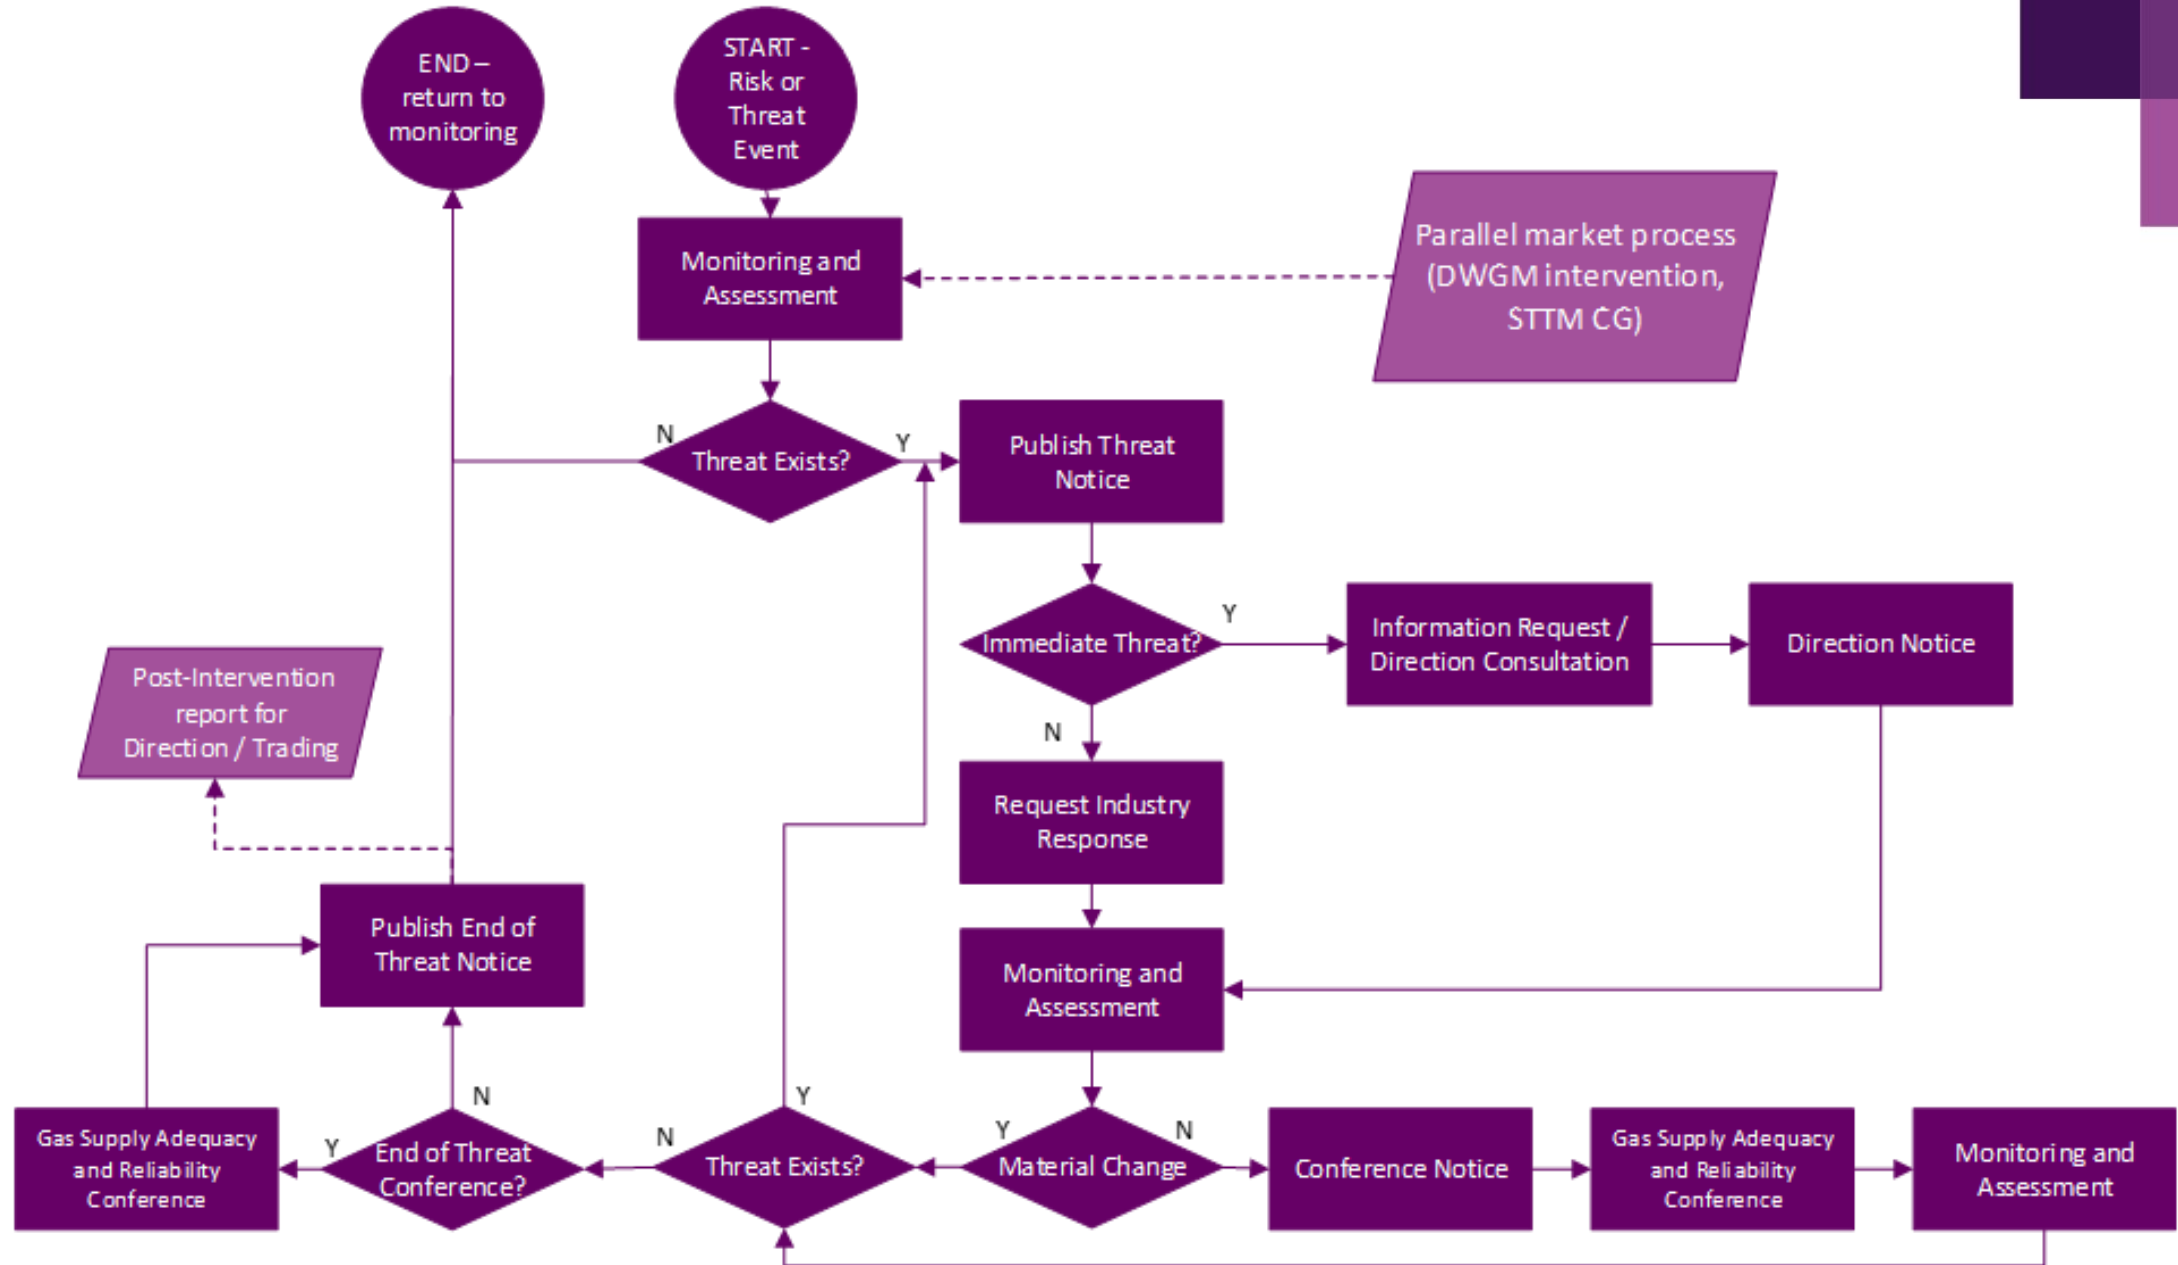 END –
return to
monitoring
START -
Risk or
Threat
Event
Monitoring and
Assessment
Parallel market process
(DWGM intervention,
STTM CG)
N
Threat Exists?
Y
Publish Threat
Notice
Immediate Threat?
Y
Information Request /
Direction Consultation
Direction Notice
N
Post-Intervention
report for
Direction / Trading
Request Industry
Response
Publish End of
Threat Notice
Monitoring and
Assessment
Gas Supply Adequacy
and Reliability
Conference
Y
End of Threat
Conference?
N
N
Threat Exists?
Y
Y
Material Change
N
Conference Notice
Gas Supply Adequacy
and Reliability
Conference
Monitoring and
Assessment